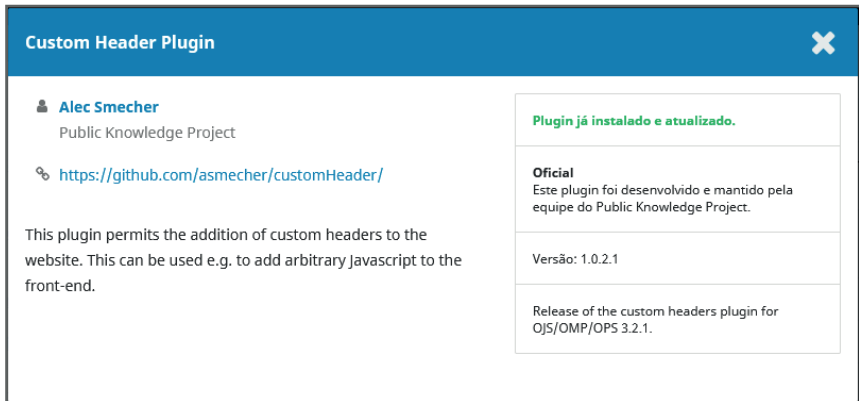 Custom Header Plugin
Alec Smecher
Public Knowledge Project
https://github.com/asmecher/customHeader/
This plugin permits the addition of custom headers to the
website. This can be used e.g. to add arbitrary Javascript to the
front-end.
Plugin já instalado e atualizado.
Oficial
Este plugin foi desenvolvido e mantido pela
equipe do Public Knowledge Project.
Versão: 1.0.2.1
Release of the custom headers plugin for
OJS/OMP/OPS 3.2.1.